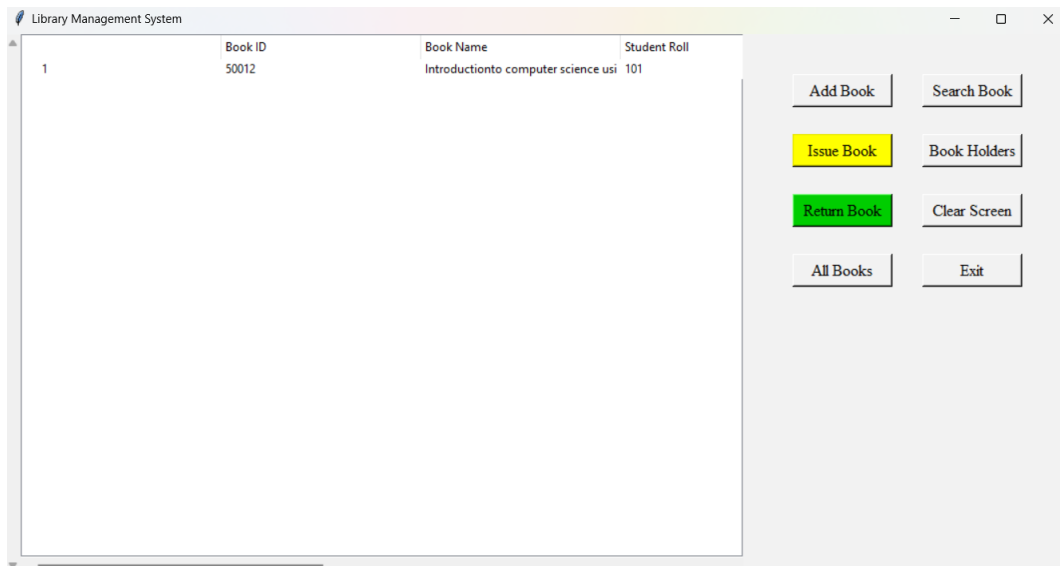 Library Management System
Book ID Book Name Student Roll
1 50012 Introductionto computer science usi 101
Add Book Search Book
Issue Book Book Holders
Return Book Clear Screen
All Books Exit